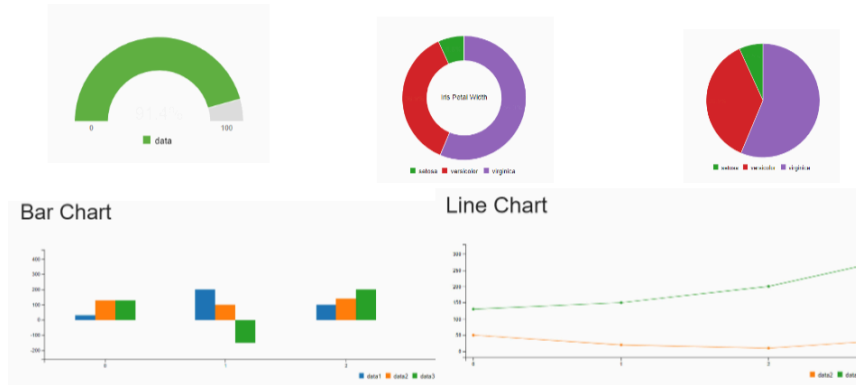 0 100
data
Iris Petal Width
setosa versicolor virginica
setosa versicolor virginica
Bar Chart
400
300
200
100
0
-100
-200
0 1 2
data1 data2 data3
Line Chart
300
250
200
150
100
50
0
0 1 2
data2 data